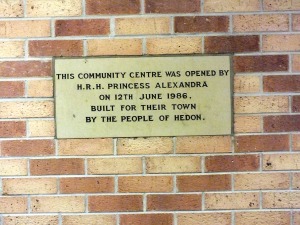 THIS COMMUNITY CENTRE WAS OPENED BY
H.R.H. PRINCESS ALEXANDRA
ON 12TH JUNE 1986.
BUILT FOR THEIR TOWN
BY THE PEOPLE OF HEDON.